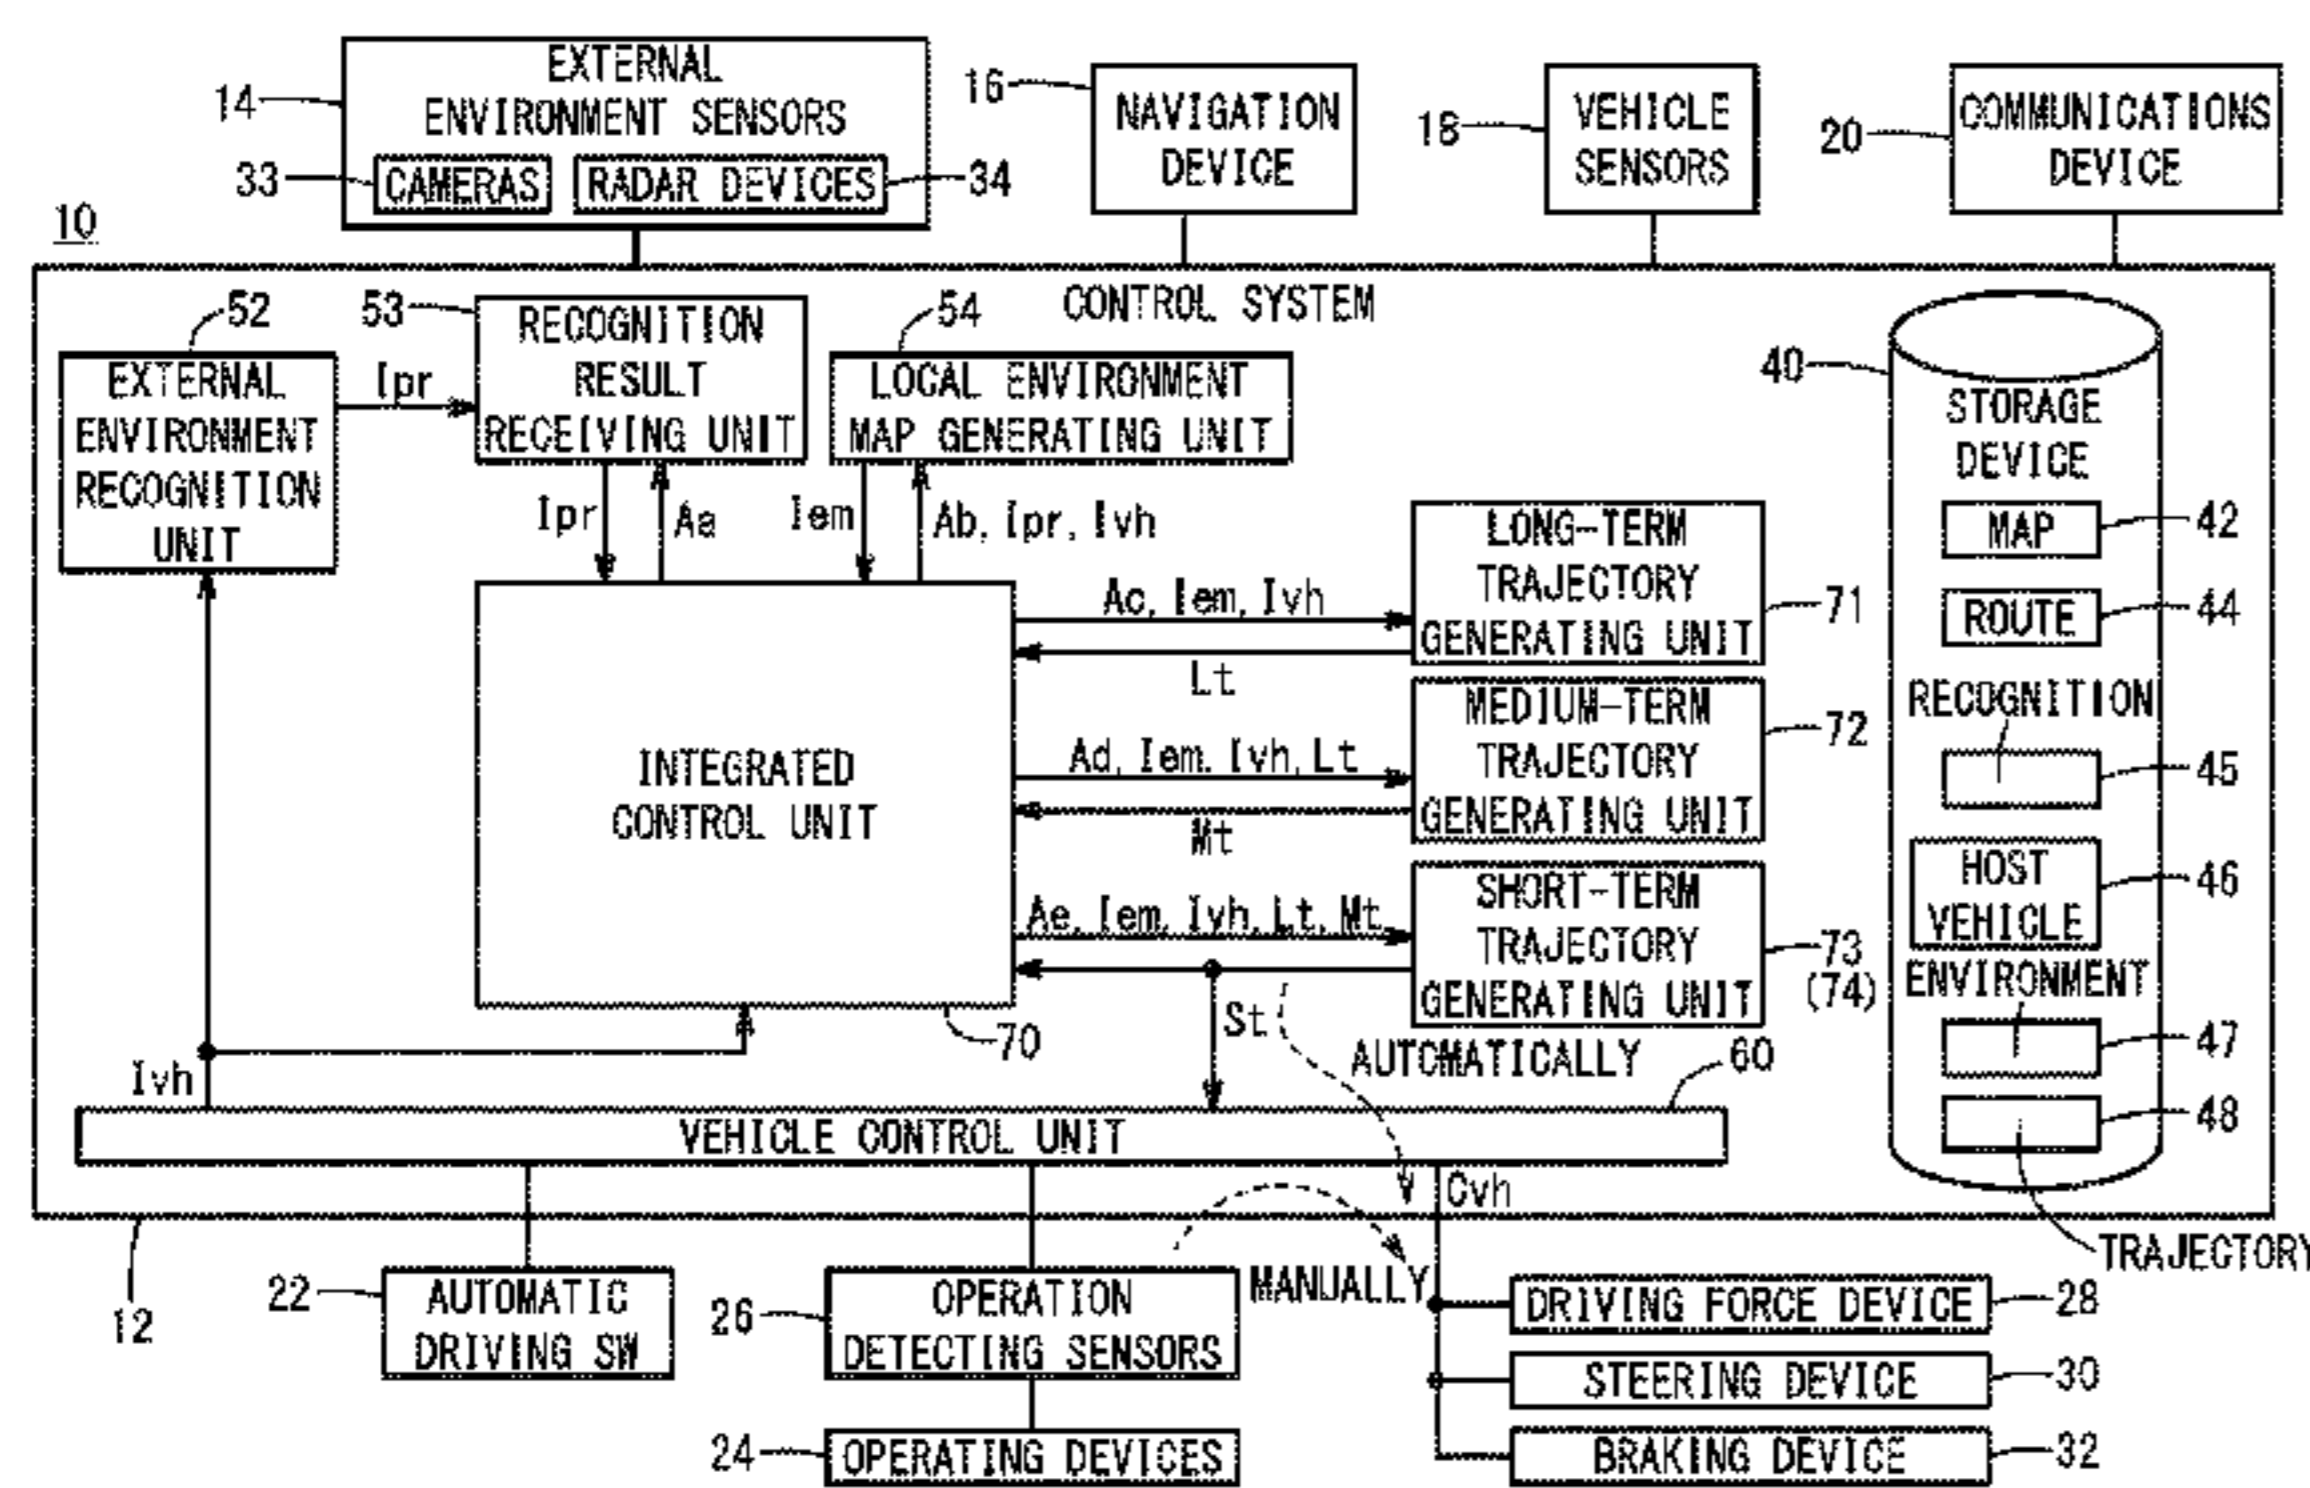 EXTERNAL
ENVIRONMENT SENSORS
14
33
CAMERAS
RADAR DEVICES
34
16
NAVIGATION
DEVICE
18
VEHICLE
SENSORS
20
COMMUNICATIONS
DEVICE
10
CONTROL SYSTEM
52
EXTERNAL
ENVIRONMENT
RECOGNITION
UNIT
Ipr
53
RECOGNITION
RESULT
RECEIVING UNIT
54
LOCAL ENVIRONMENT
MAP GENERATING UNIT
Ipr
Aa
Iem
Ab, Ipr, Ivh
INTEGRATED
CONTROL UNIT
70
Ac, Iem, Ivh
Lt
LONG-TERM
TRAJECTORY
GENERATING UNIT
71
Ad, Iem, Ivh, Lt
Mt
MEDIUM-TERM
TRAJECTORY
GENERATING UNIT
72
Ae, Iem, Ivh, Lt, Mt
St
SHORT-TERM
TRAJECTORY
GENERATING UNIT
73
(74)
AUTOMATICALLY
60
Ivh
VEHICLE CONTROL UNIT
Cvh
40
STORAGE
DEVICE
MAP
42
ROUTE
44
RECOGNITION
45
HOST
VEHICLE
46
ENVIRONMENT
47
48
TRAJECTORY
12
22
AUTOMATIC
DRIVING SW
26
OPERATION
DETECTING SENSORS
24
OPERATING DEVICES
MANUALLY
DRIVING FORCE DEVICE
28
STEERING DEVICE
30
BRAKING DEVICE
32